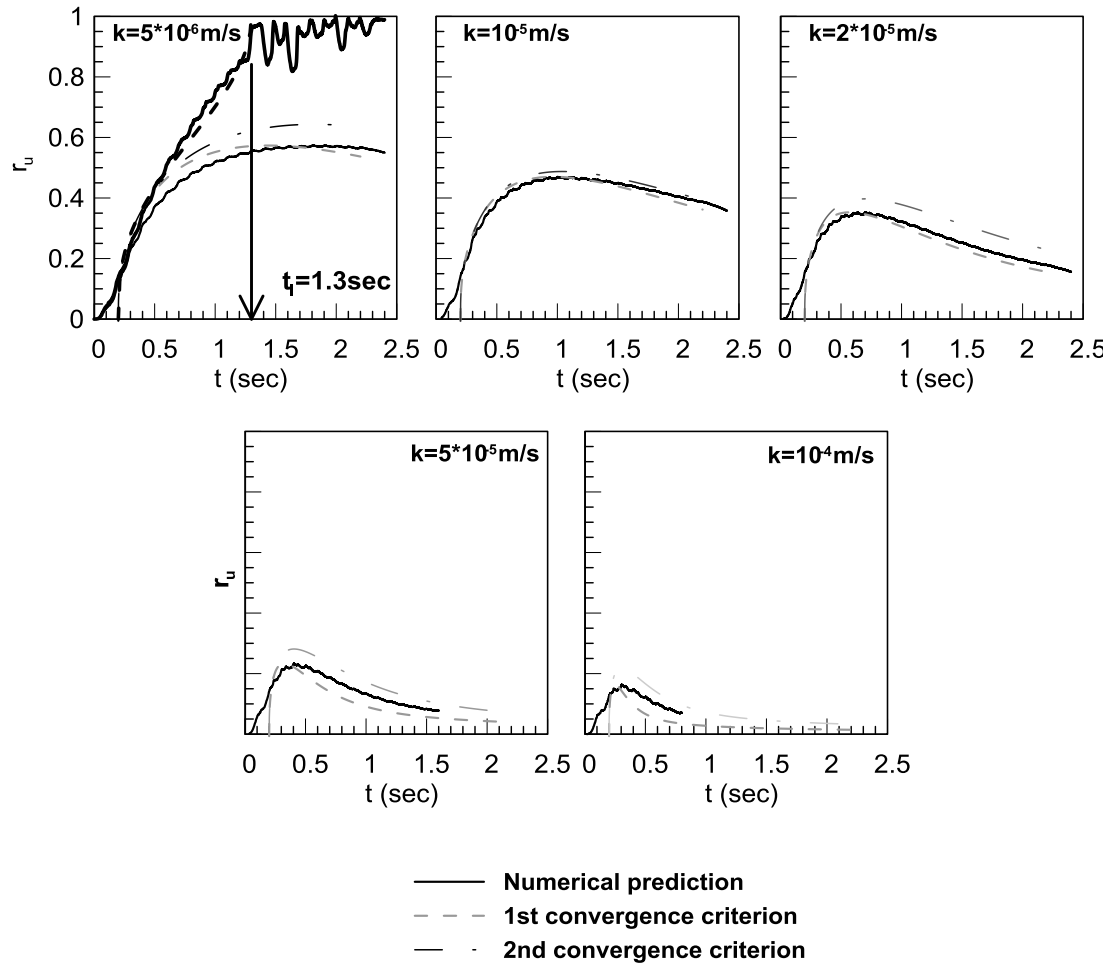 1
0.8
0.6
0.4
0.2
0
r_u
k=5*10⁻⁶m/s
t_l=1.3sec
0 0.5 1 1.5 2 2.5
t (sec)
k=10⁻⁵m/s
0 0.5 1 1.5 2 2.5
t (sec)
k=2*10⁻⁵m/s
0 0.5 1 1.5 2 2.5
t (sec)
r_u
k=5*10⁻⁵m/s
0 0.5 1 1.5 2 2.5
t (sec)
k=10⁻⁴m/s
0 0.5 1 1.5 2 2.5
t (sec)
Numerical prediction
1st convergence criterion
2nd convergence criterion